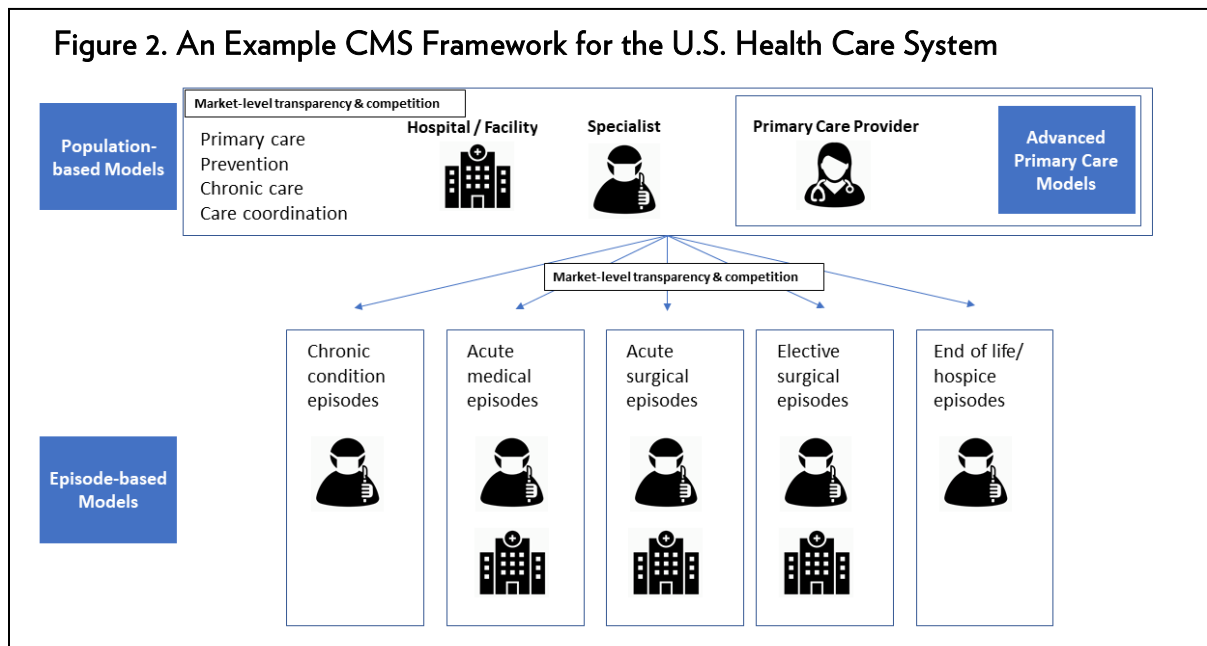 Figure 2. An Example CMS Framework for the U.S. Health Care System
Population-
based Models
Market-level transparency & competition
Primary care
Prevention
Chronic care
Care coordination
Hospital / Facility
Specialist
Primary Care Provider
Advanced
Primary Care
Models
Market-level transparency & competition
Episode-based
Models
Chronic
condition
episodes
Acute
medical
episodes
Acute
surgical
episodes
Elective
surgical
episodes
End of life/
hospice
episodes